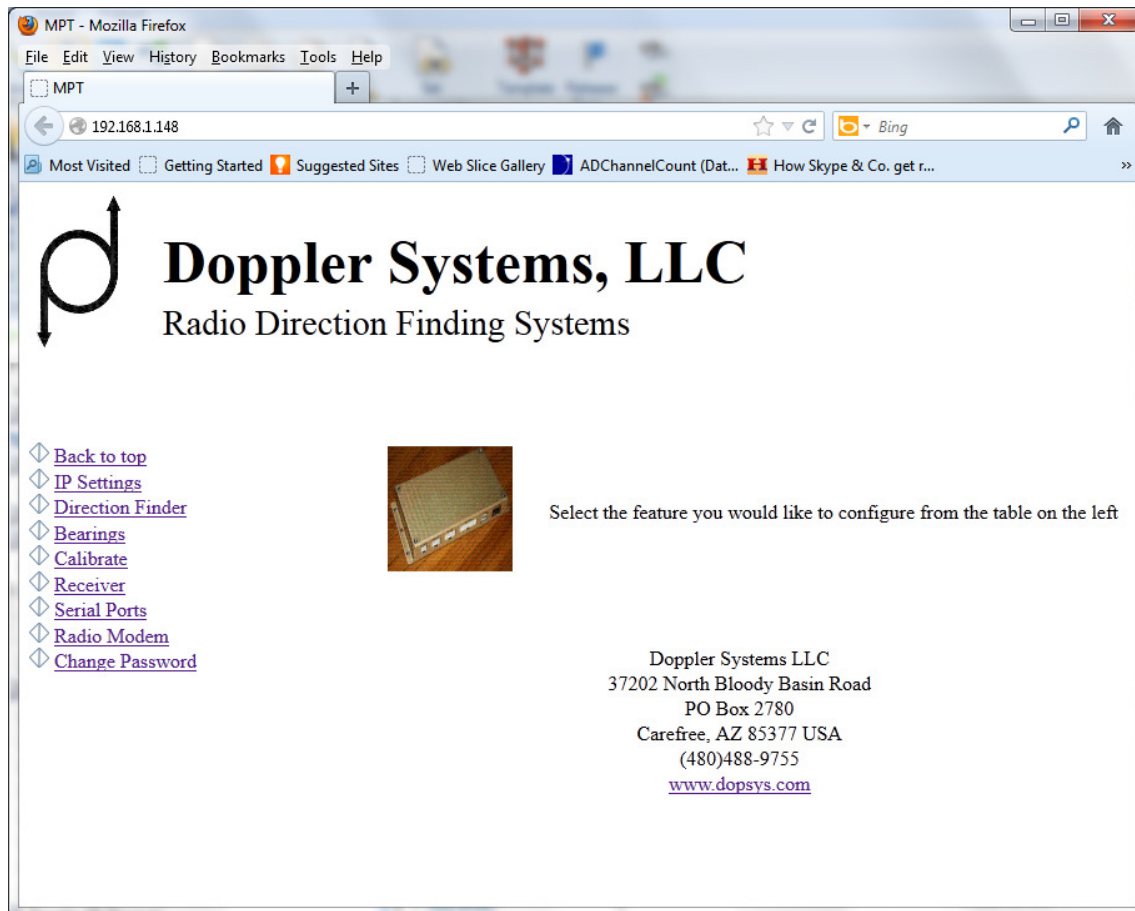 MPT - Mozilla Firefox
File Edit View History Bookmarks Tools Help
MPT
192.168.1.148
Bing
Most Visited Getting Started Suggested Sites Web Slice Gallery ADChannelCount (Dat... How Skype & Co. get r... »
Doppler Systems, LLC
Radio Direction Finding Systems
Back to top
IP Settings
Direction Finder
Bearings
Calibrate
Receiver
Serial Ports
Radio Modem
Change Password
Select the feature you would like to configure from the table on the left
Doppler Systems LLC
37202 North Bloody Basin Road
PO Box 2780
Carefree, AZ 85377 USA
(480)488-9755
www.dopsys.com